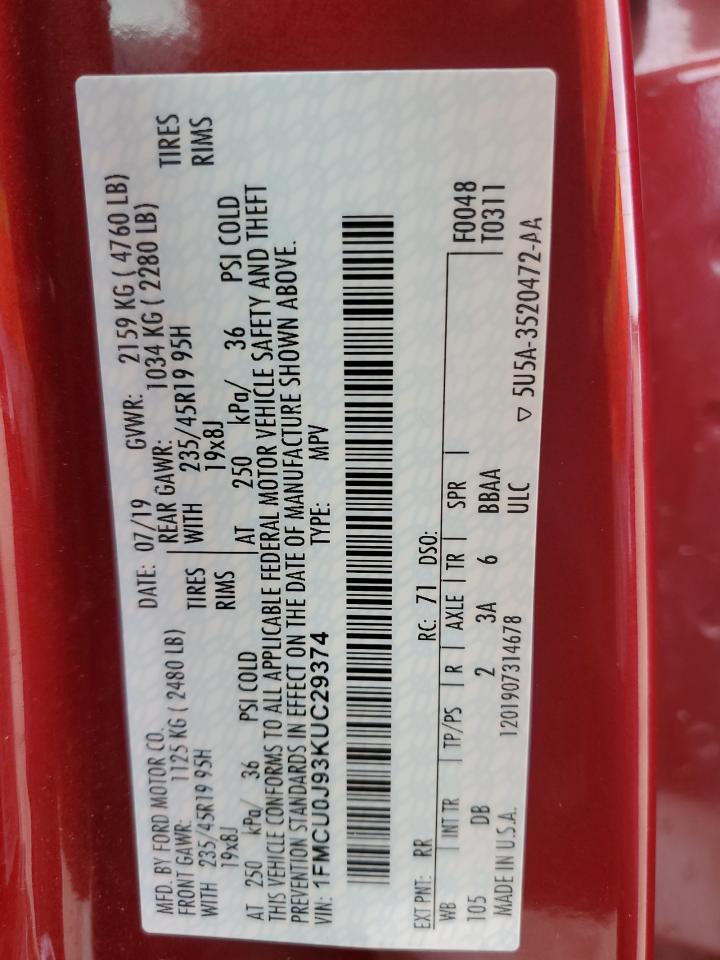 MFD. BY FORD MOTOR CO. DATE: 07/19 GVWR: 2159 KG ( 4760 LB)
FRONT GAWR: 1125 KG ( 2480 LB) REAR GAWR: 1034 KG ( 2280 LB)
WITH 235/45R19 95H TIRES WITH 235/45R19 95H TIRES
19x8J RIMS 19x8J RIMS
AT 250 kPa/ 36 PSI COLD AT 250 kPa/ 36 PSI COLD
THIS VEHICLE CONFORMS TO ALL APPLICABLE FEDERAL MOTOR VEHICLE SAFETY AND THEFT
PREVENTION STANDARDS IN EFFECT ON THE DATE OF MANUFACTURE SHOWN ABOVE.
VIN: 1FMCU0J93KUC29374 TYPE: MPV
EXT PNT: RR RC: 71 DSO:
WB INT TR TP/PS R AXLE TR SPR F0048
105 DB 2 3A 6 BBAA T0311
MADE IN U.S.A. 1201907314678 ULC
▽ 5U5A-3520472-AA